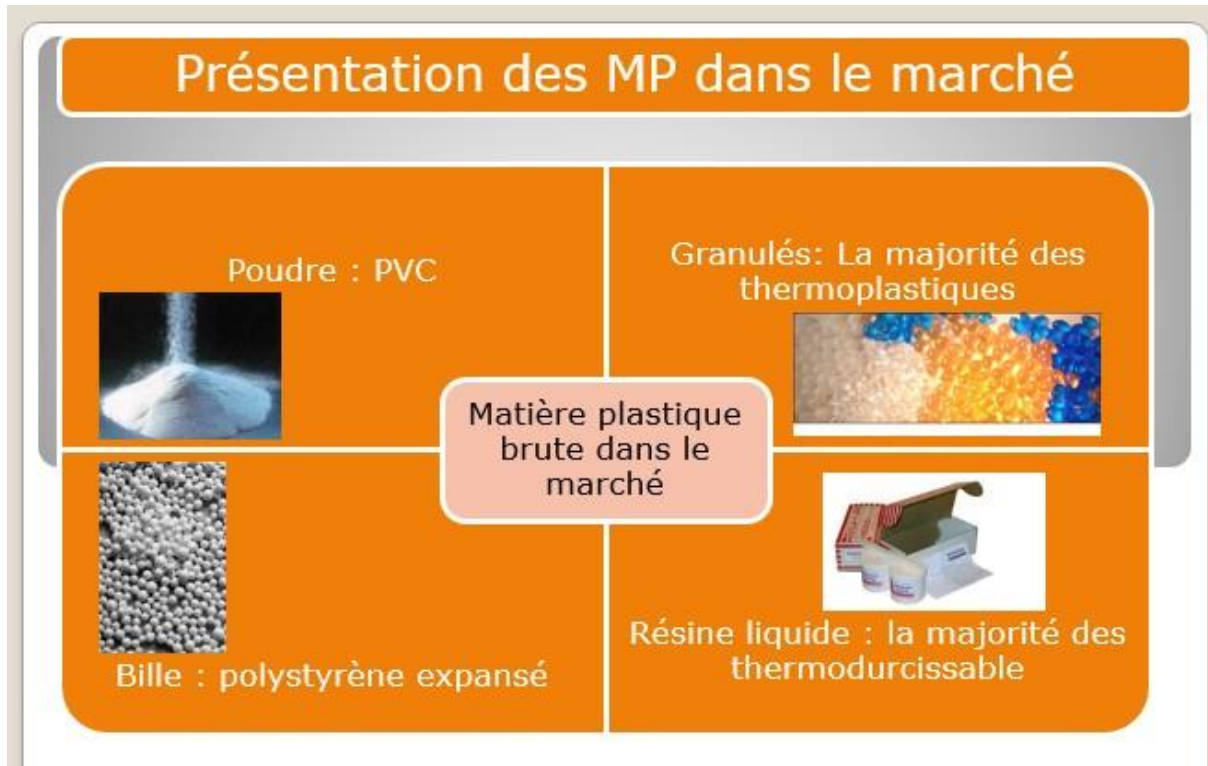 Présentation des MP dans le marché
Poudre : PVC
Granulés: La majorité des
thermoplastiques
Matière plastique
brute dans le
marché
Bille : polystyrène expansé
Résine liquide : la majorité des
thermodurcissable